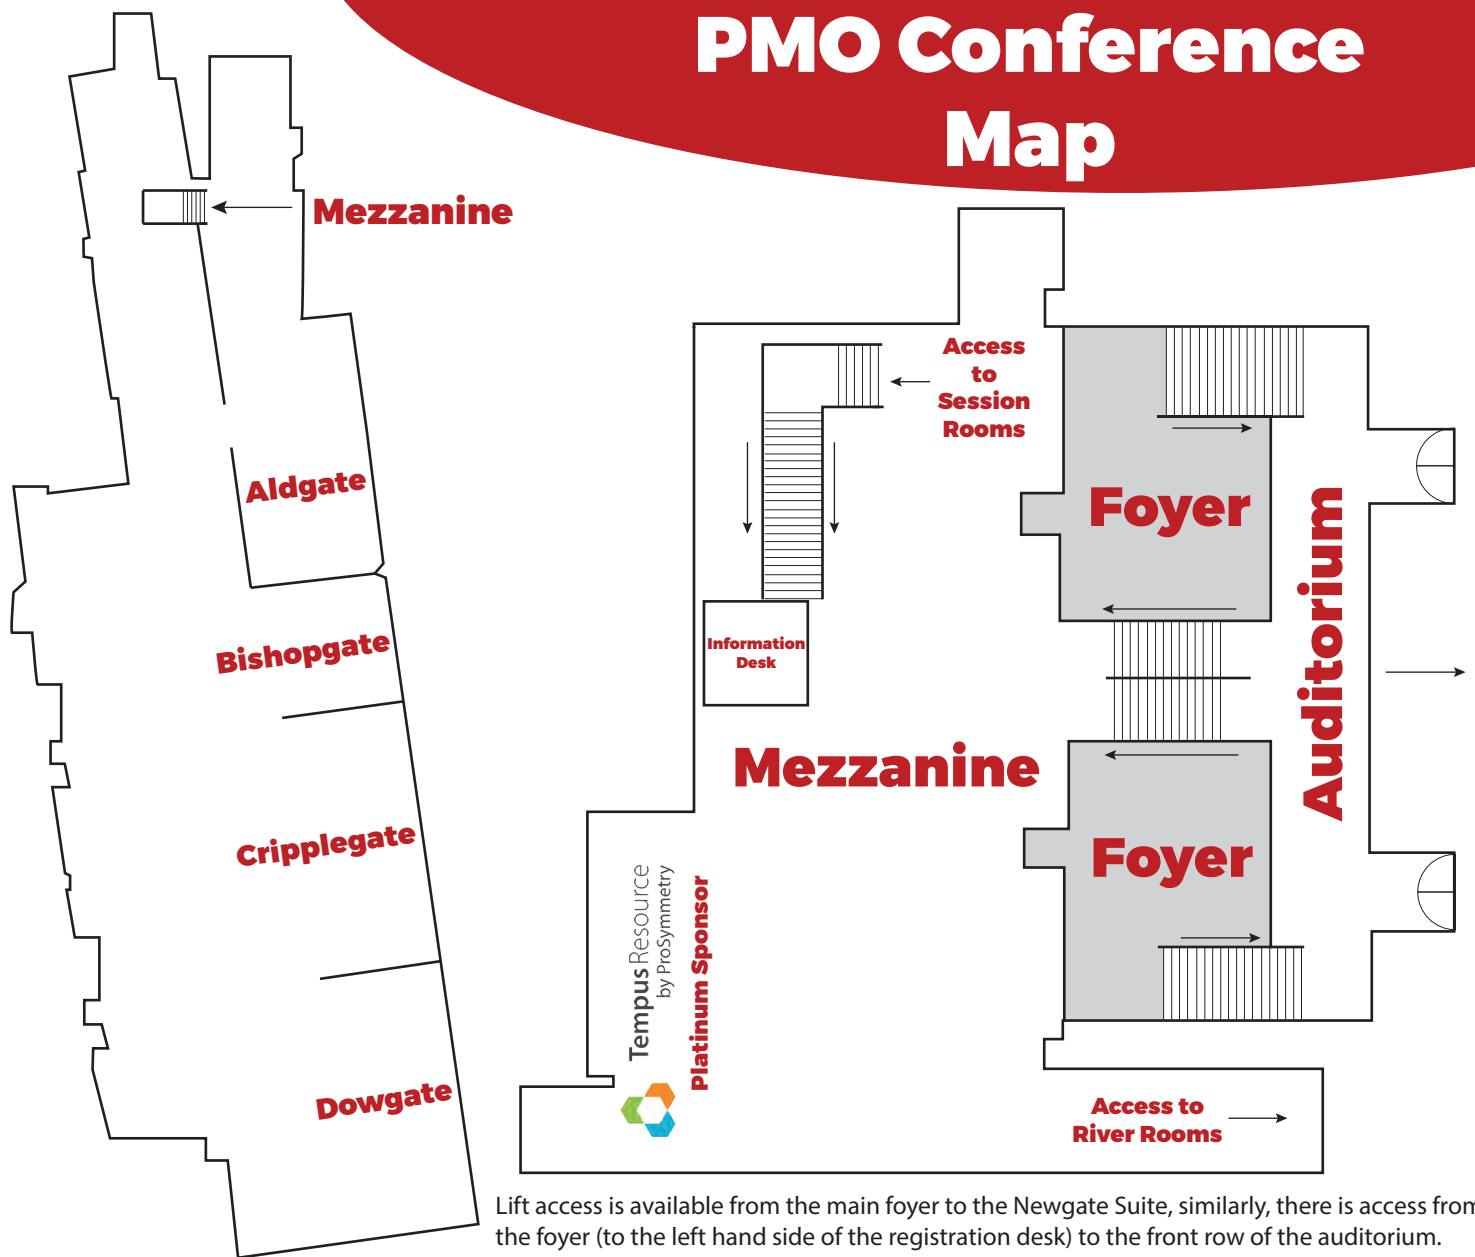 PMO Conference
Map
Mezzanine
Access
to
Session
Rooms
Aldgate
Foyer
Auditorium
Bishopgate
Information
Desk
Mezzanine
Cripplegate
Foyer
Tempus Resource
by ProSymmetry
Platinum Sponsor
Dowgate
Access to
River Rooms
Lift access is available from the main foyer to the Newgate Suite, similarly, there is access from
the foyer (to the left hand side of the registration desk) to the front row of the auditorium.